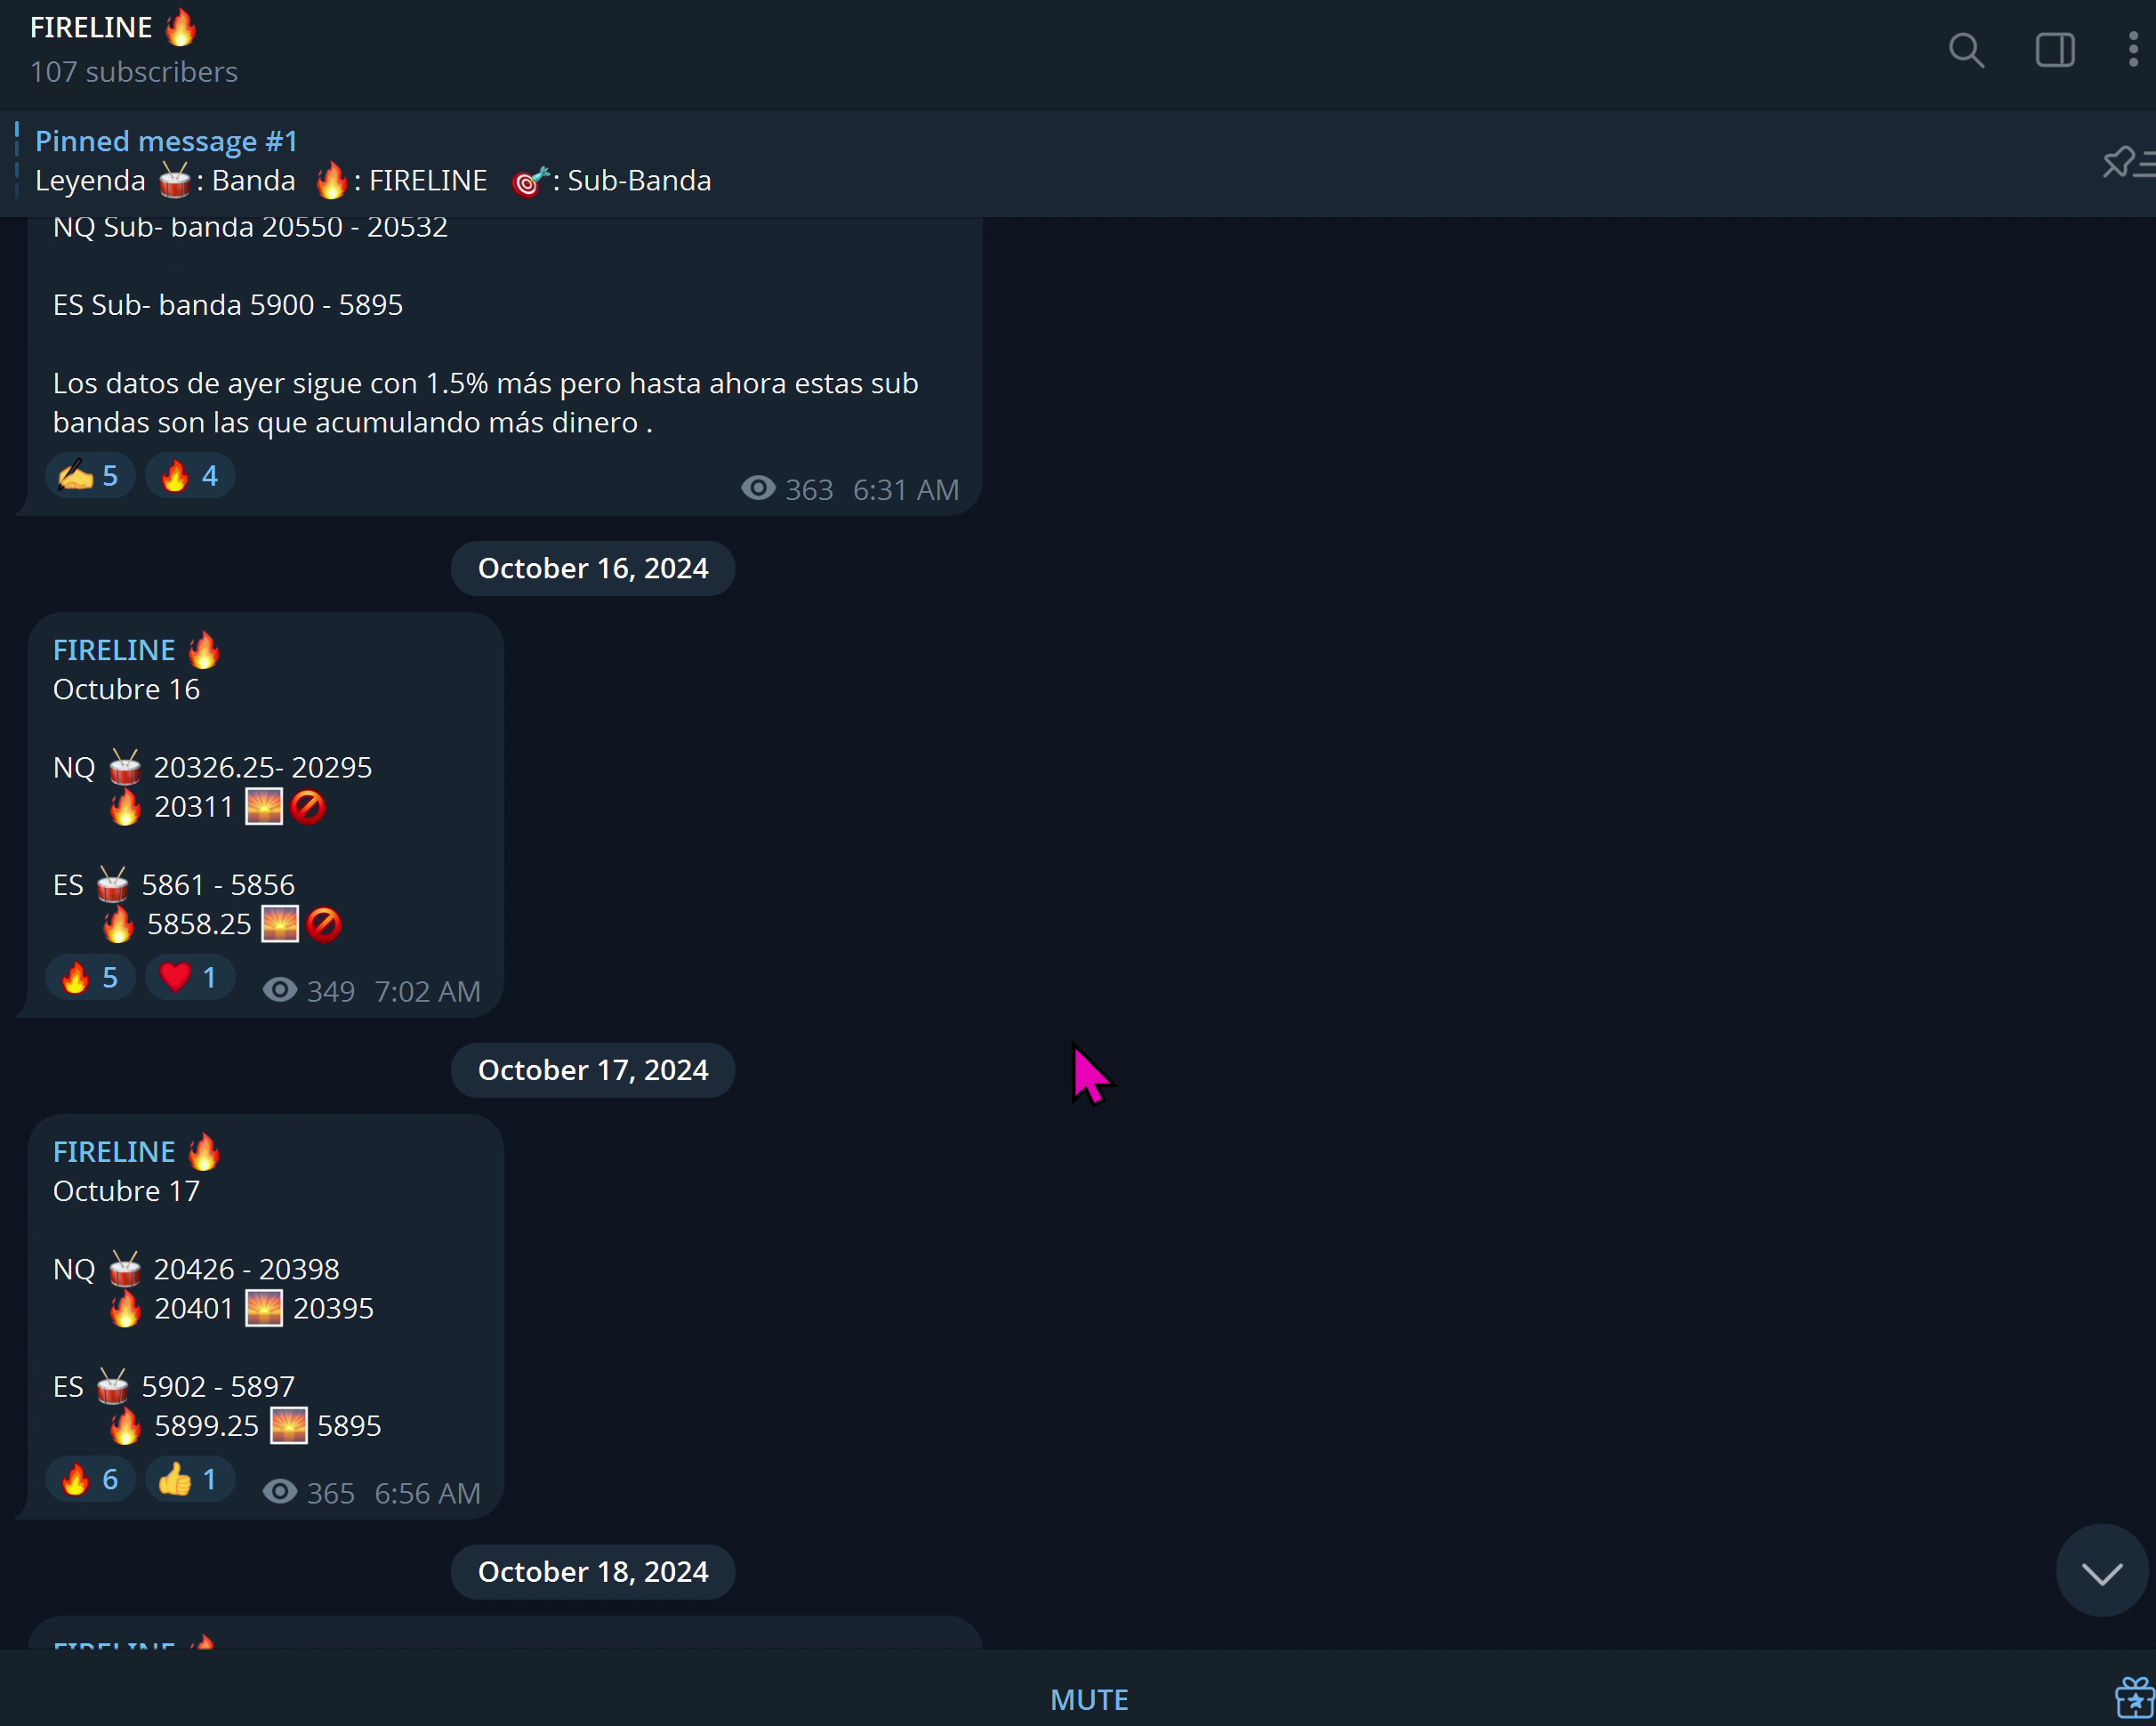 FIRELINE 🔥
107 subscribers
Pinned message #1
Leyenda 🥁: Banda 🔥: FIRELINE 🎯: Sub-Banda
NQ Sub- banda 20550 - 20532
ES Sub- banda 5900 - 5895
Los datos de ayer sigue con 1.5% más pero hasta ahora estas sub
bandas son las que acumulando más dinero .
✍️ 5 🔥 4 363 6:31 AM
October 16, 2024
FIRELINE 🔥
Octubre 16
NQ 🥁 20326.25- 20295
🔥 20311 🌅🚫
ES 🥁 5861 - 5856
🔥 5858.25 🌅🚫
🔥 5 ❤️ 1 349 7:02 AM
October 17, 2024
FIRELINE 🔥
Octubre 17
NQ 🥁 20426 - 20398
🔥 20401 🌅 20395
ES 🥁 5902 - 5897
🔥 5899.25 🌅 5895
🔥 6 👍 1 365 6:56 AM
October 18, 2024
FIRELINE 🔥
MUTE